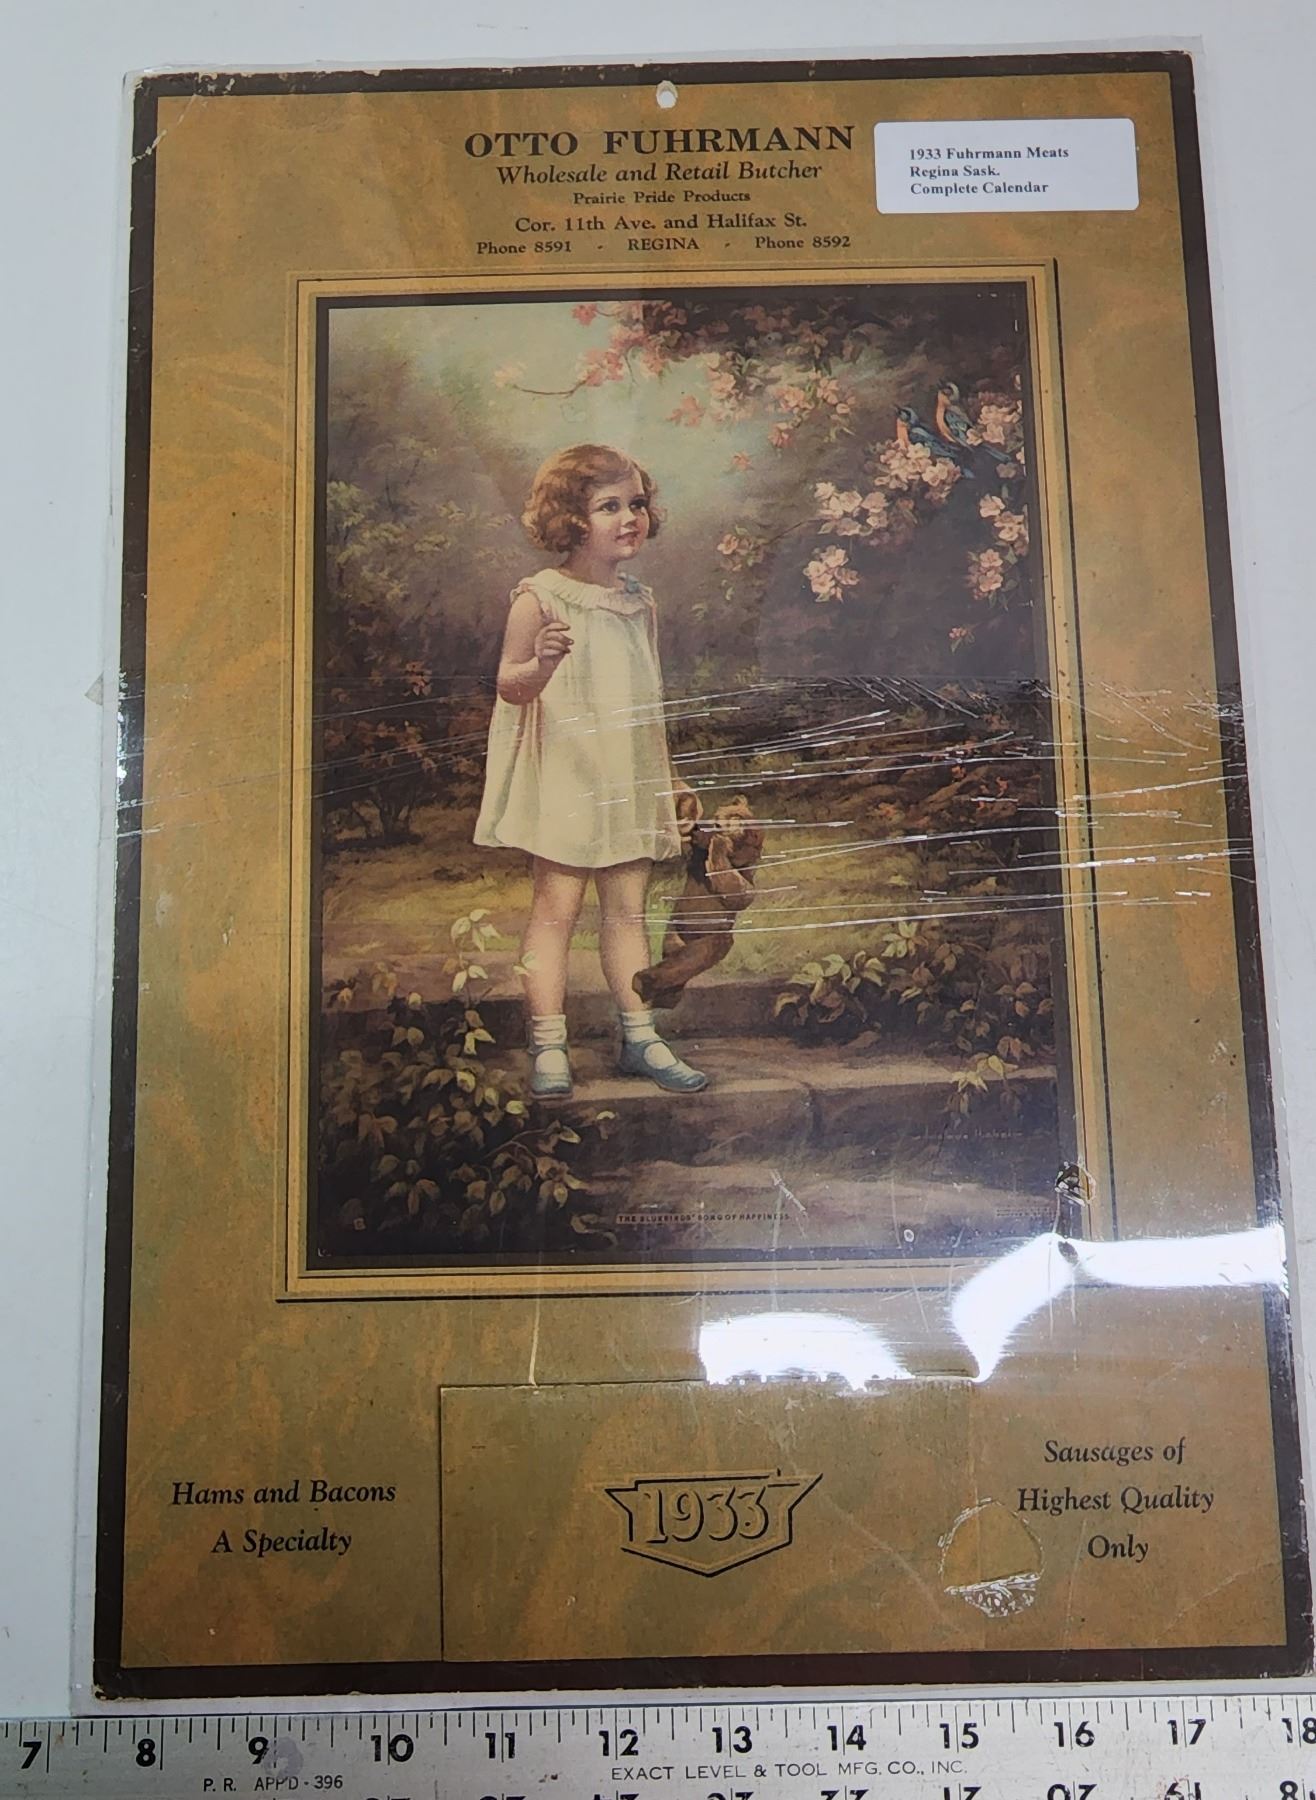 OTTO FUHRMANN
Wholesale and Retail Butcher
Prairie Pride Products
Cor. 11th Ave. and Halifax St.
Phone 8591 - REGINA - Phone 8592
1933 Fuhrmann Meats
Regina Sask.
Complete Calendar
THE BLUEBIRDS' SONG OF HAPPINESS
Hams and Bacons
A Specialty
1933
Sausages of
Highest Quality
Only
7 8 9 10 11 12 13 14 15 16 17 18
P. R. APP'D - 396
EXACT LEVEL & TOOL MFG. CO., INC.